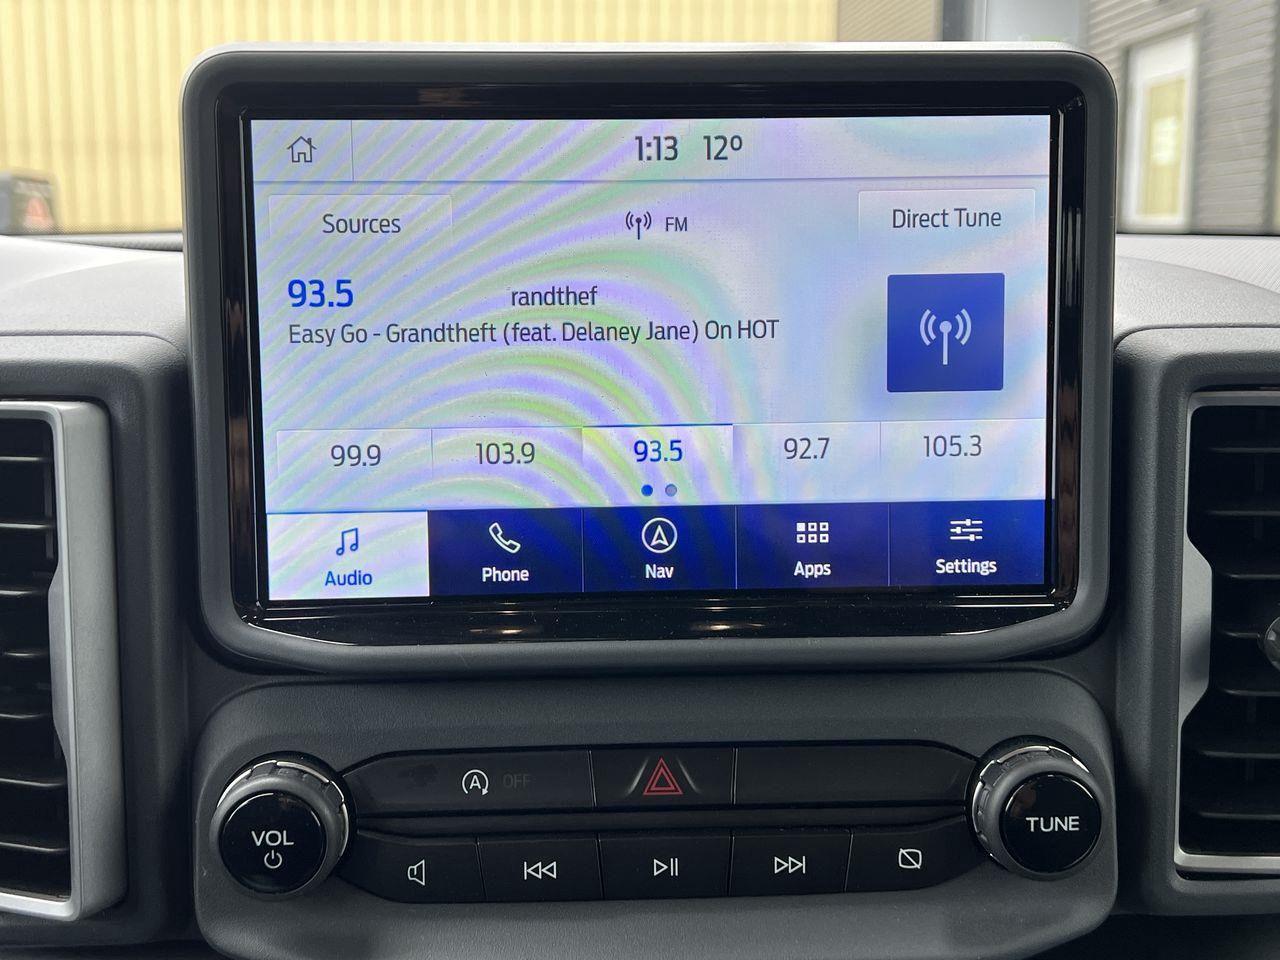 1:13 12°
Sources
FM
Direct Tune
93.5
randthef
Easy Go - Grandtheft (feat. Delaney Jane) On HOT
99.9 103.9 93.5 92.7 105.3
Audio Phone Nav Apps Settings
A OFF
VOL
TUNE